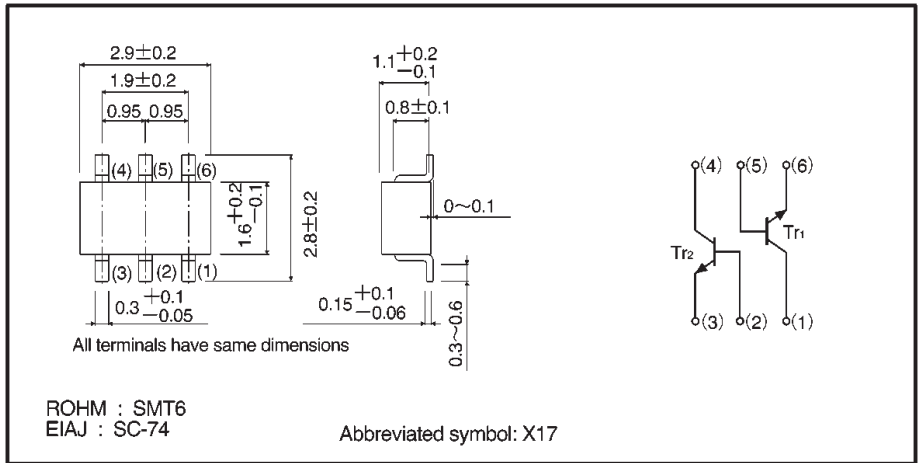 2.9±0.2
1.9±0.2
0.95 0.95
(4) (5) (6)
1.6 +0.2 −0.1
2.8±0.2
(3) (2) (1)
0.3 +0.1 −0.05
All terminals have same dimensions
1.1 +0.2 −0.1
0.8±0.1
0~0.1
0.15 +0.1 −0.06
0.3~0.6
(4) (5) (6)
Tr1
Tr2
(3) (2) (1)
ROHM : SMT6
EIAJ : SC-74
Abbreviated symbol: X17